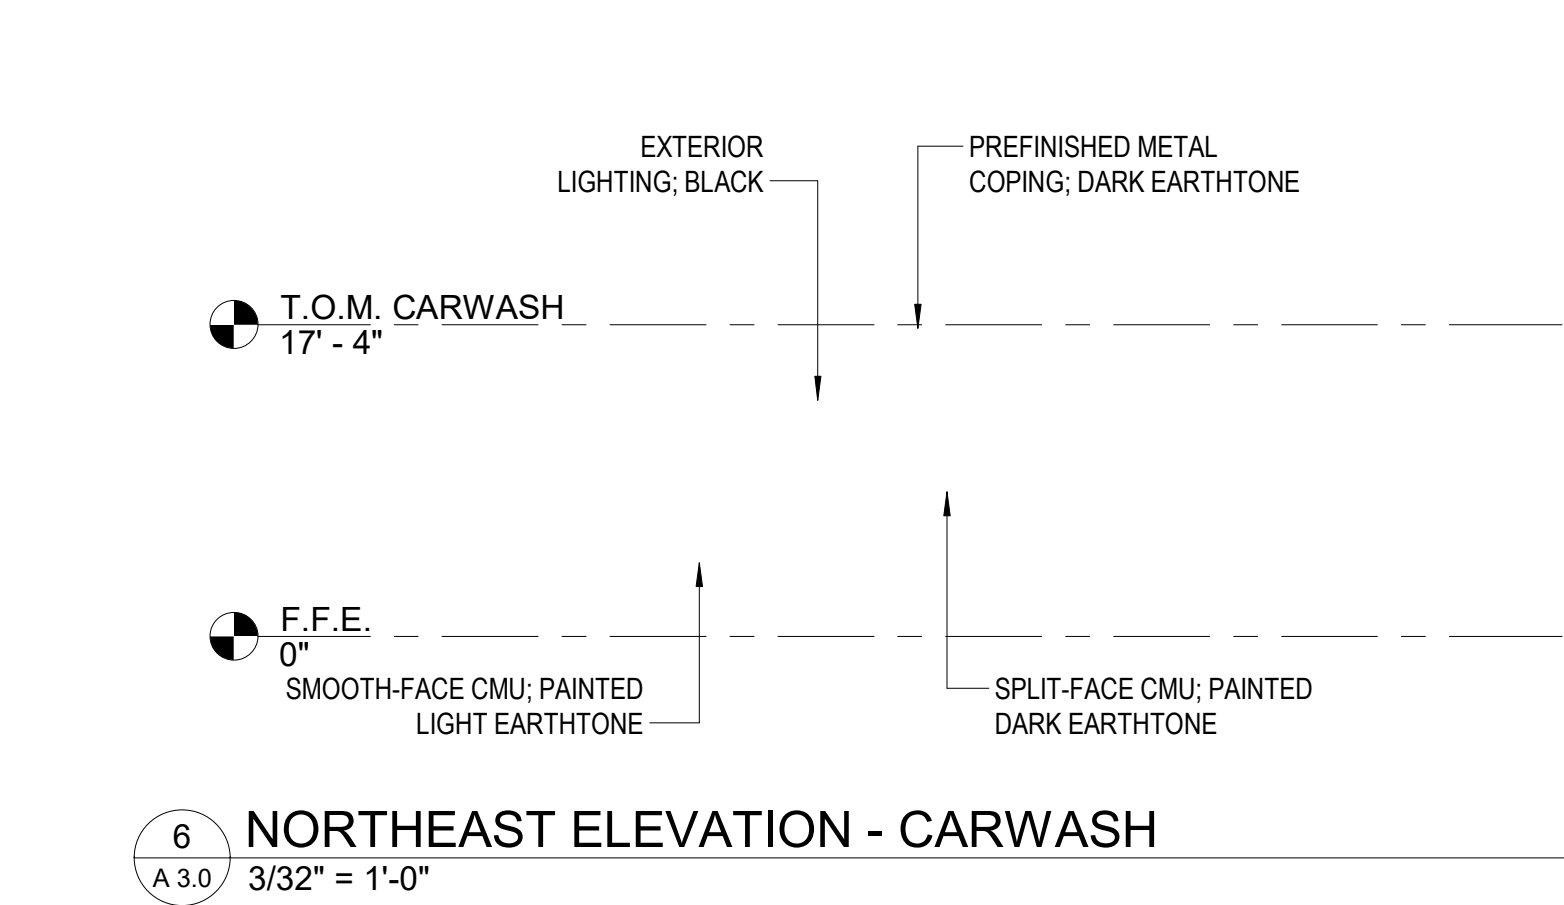 EXTERIOR
LIGHTING; BLACK
PREFINISHED METAL
COPING; DARK EARTHTONE
T.O.M. CARWASH
17' - 4"
F.F.E.
0"
SMOOTH-FACE CMU; PAINTED
LIGHT EARTHTONE
SPLIT-FACE CMU; PAINTED
DARK EARTHTONE
6
A 3.0
NORTHEAST ELEVATION - CARWASH
3/32" = 1'-0"